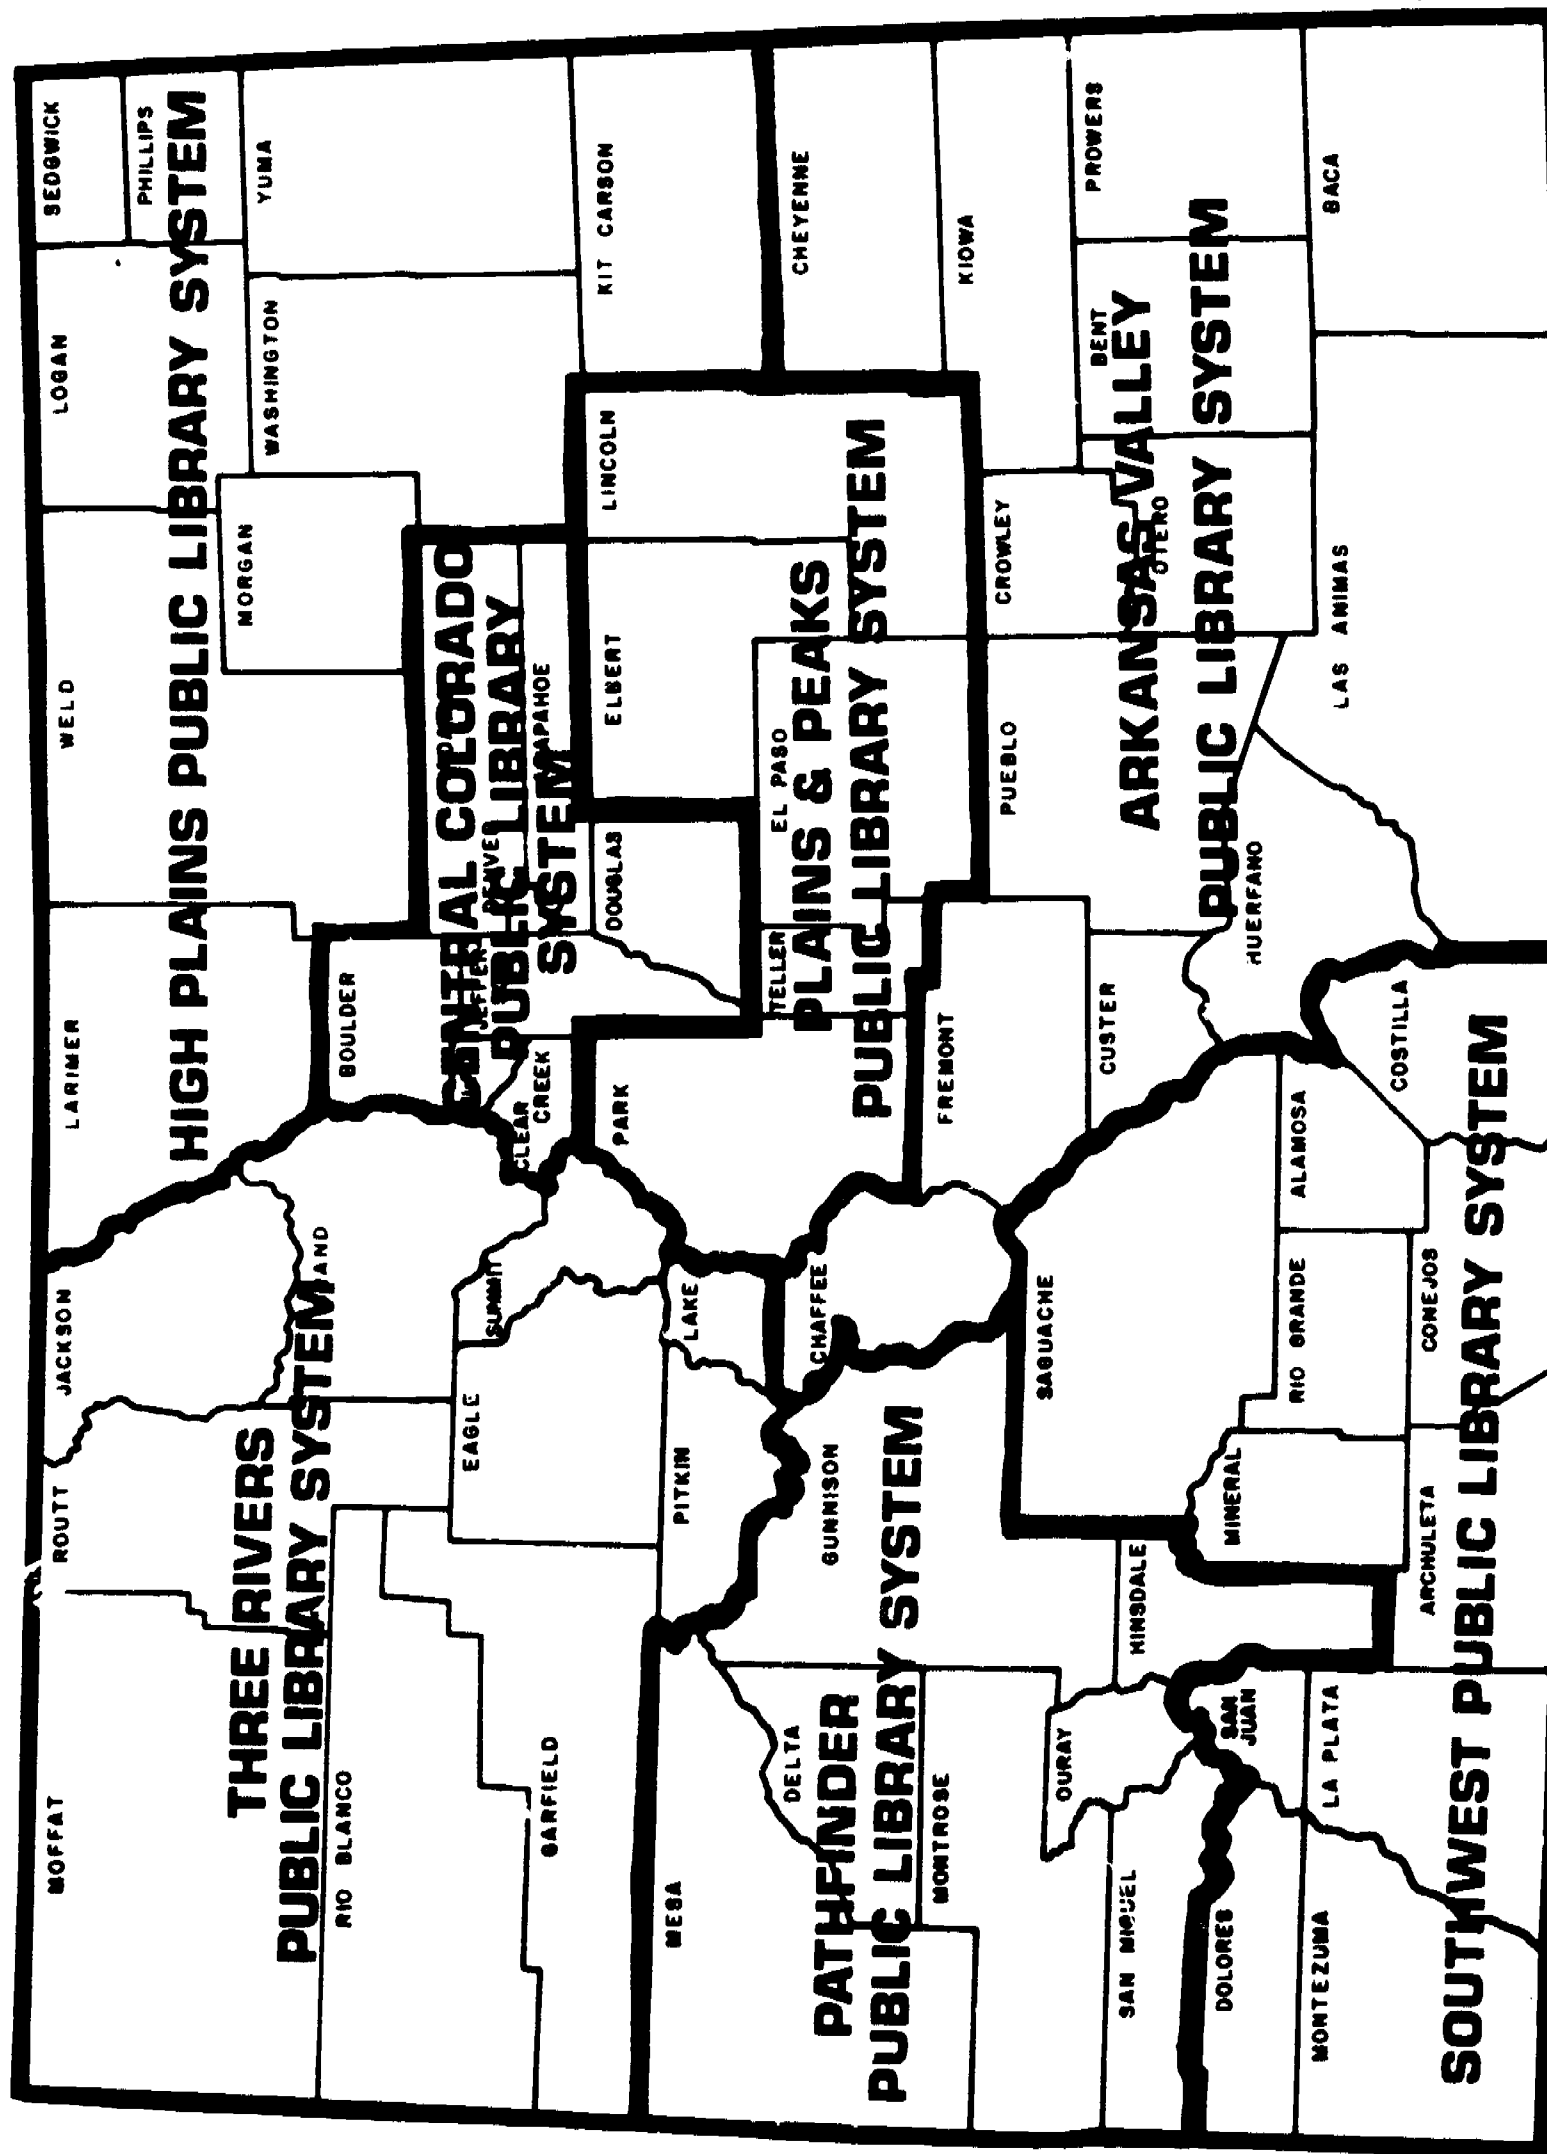 SEDGWICK
PHILLIPS
LOGAN
WELD
LARIMER
JACKSON
ROUTT
MOFFAT
HIGH PLAINS PUBLIC LIBRARY SYSTEM
YUMA
WASHINGTON
MORGAN
THREE RIVERS
PUBLIC LIBRARY SYSTEM
RIO BLANCO
BOULDER
CENTRAL COLORADO
PUBLIC LIBRARY
SYSTEM
CLEAR
CREEK
SUMMIT
EAGLE
GARFIELD
KIT CARSON
LINCOLN
ELBERT
DOUGLAS
PARK
LAKE
PITKIN
MESA
CHEYENNE
EL PASO
TELLER
PLAINS & PEAKS
PUBLIC LIBRARY SYSTEM
CHAFFEE
GUNNISON
DELTA
PATHFINDER
PUBLIC LIBRARY SYSTEM
MONTROSE
KIOWA
CROWLEY
PUEBLO
FREMONT
SAGUACHE
OURAY
PROWERS
BENT
OTERO
ARKANSAS VALLEY
PUBLIC LIBRARY SYSTEM
CUSTER
HUERFANO
HINSDALE
SAN MIGUEL
MINERAL
SAN
JUAN
DOLORES
BACA
LAS ANIMAS
COSTILLA
ALAMOSA
RIO GRANDE
CONEJOS
ARCHULETA
LA PLATA
MONTEZUMA
SOUTHWEST PUBLIC LIBRARY SYSTEM